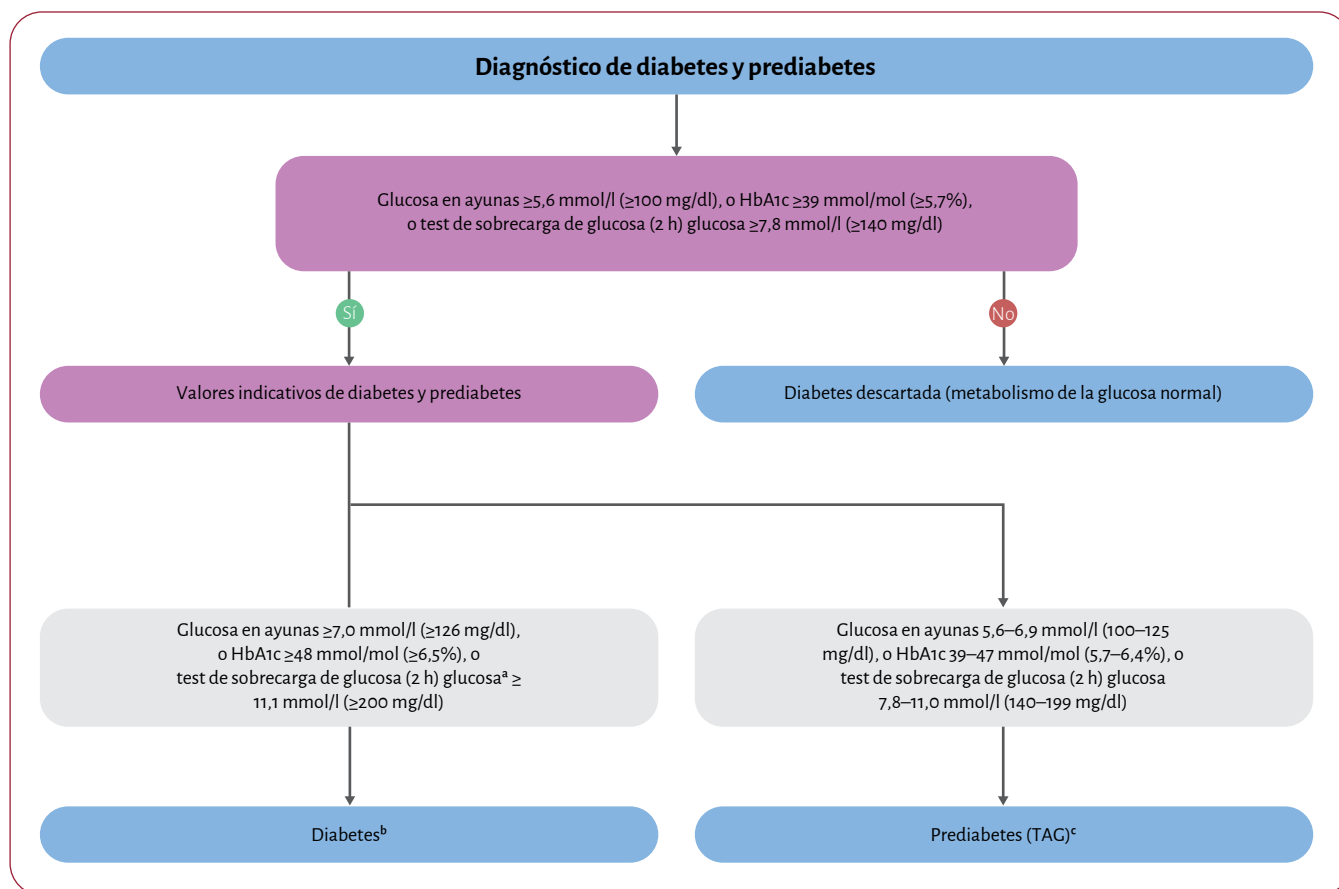 Diagnóstico de diabetes y prediabetes
Glucosa en ayunas ≥5,6 mmol/l (≥100 mg/dl), o HbA1c ≥39 mmol/mol (≥5,7%),
o test de sobrecarga de glucosa (2 h) glucosa ≥7,8 mmol/l (≥140 mg/dl)
Sí
No
Valores indicativos de diabetes y prediabetes
Diabetes descartada (metabolismo de la glucosa normal)
Glucosa en ayunas ≥7,0 mmol/l (≥126 mg/dl),
o HbA1c ≥48 mmol/mol (≥6,5%), o
test de sobrecarga de glucosa (2 h) glucosaᵃ ≥
11,1 mmol/l (≥200 mg/dl)
Glucosa en ayunas 5,6–6,9 mmol/l (100–125
mg/dl), o HbA1c 39–47 mmol/mol (5,7–6,4%), o
test de sobrecarga de glucosa (2 h) glucosa
7,8–11,0 mmol/l (140–199 mg/dl)
Diabetesᵇ
Prediabetes (TAG)ᶜ